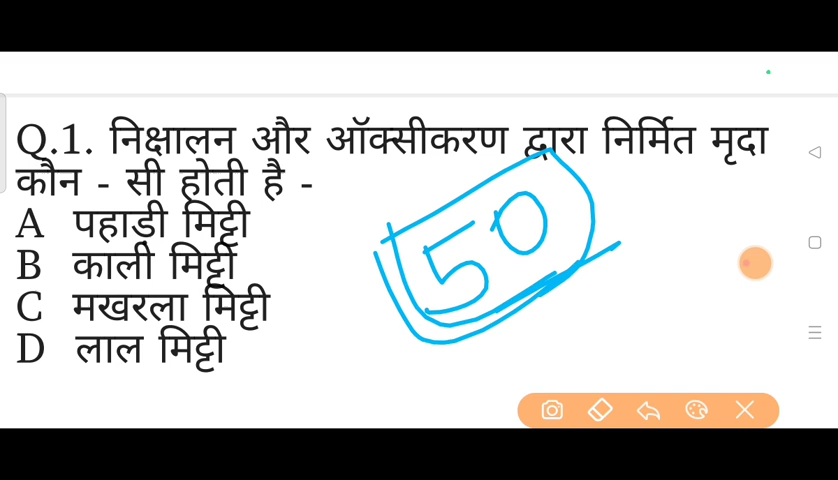 Q.1. निक्षालन और ऑक्सीकरण द्वारा निर्मित मृदा
कौन - सी होती है -
A पहाड़ी मिट्टी
B काली मिट्टी
C मखरला मिट्टी
D लाल मिट्टी
50